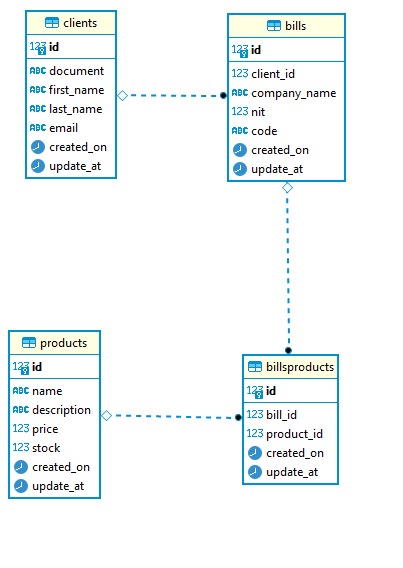 clients
123 id
ABC document
ABC first_name
ABC last_name
ABC email
created_on
update_at
bills
123 id
123 client_id
ABC company_name
123 nit
ABC code
created_on
update_at
products
123 id
ABC name
ABC description
123 price
123 stock
created_on
update_at
billsproducts
123 id
123 bill_id
123 product_id
created_on
update_at